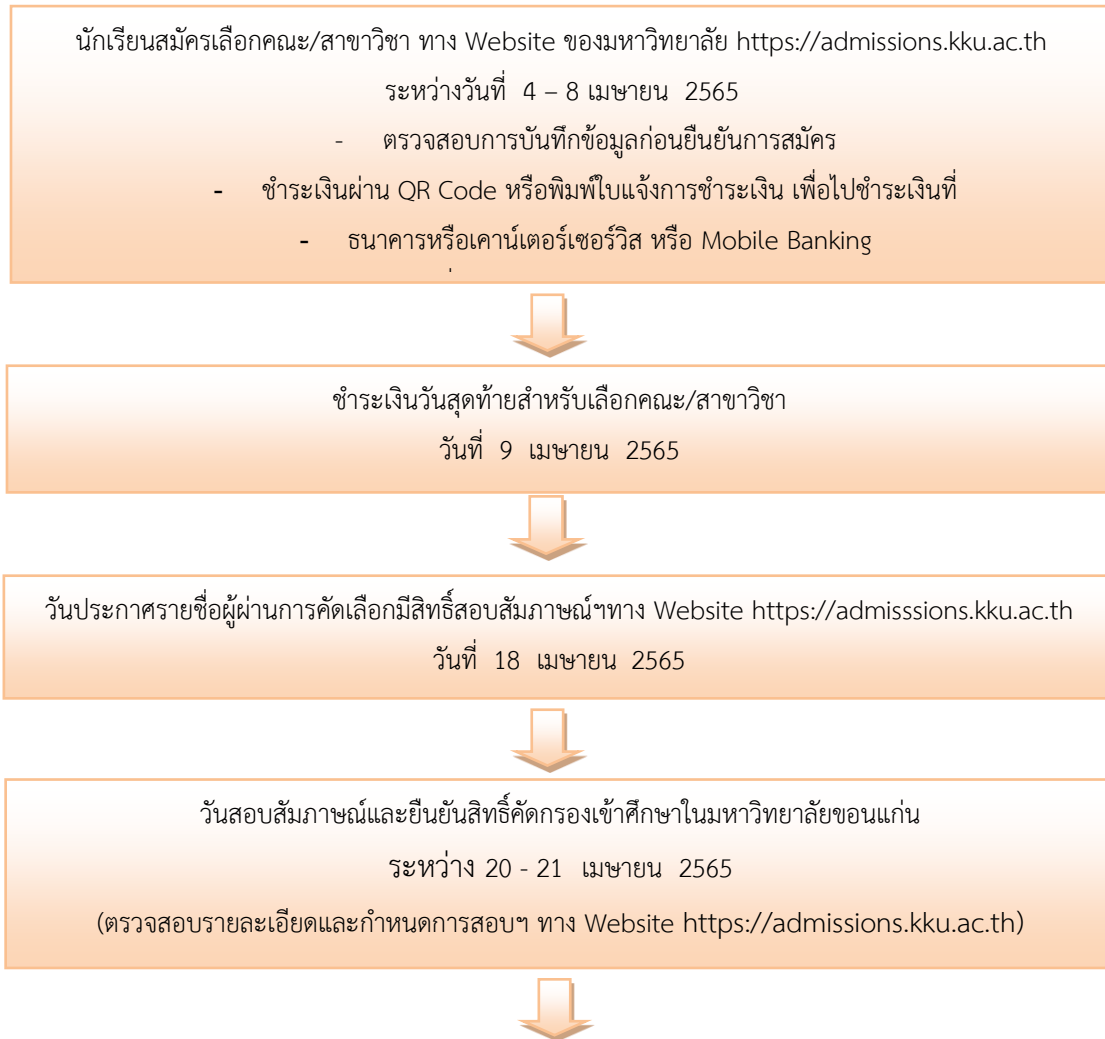 นักเรียนสมัครเลือกคณะ/สาขาวิชา ทาง Website ของมหาวิทยาลัย https://admissions.kku.ac.th
ระหว่างวันที่ 4 – 8 เมษายน 2565
- ตรวจสอบการบันทึกข้อมูลก่อนยืนยันการสมัคร
- ชำระเงินผ่าน QR Code หรือพิมพ์ใบแจ้งการชำระเงิน เพื่อไปชำระเงินที่
- ธนาคารหรือเคาน์เตอร์เซอร์วิส หรือ Mobile Banking
ชำระเงินวันสุดท้ายสำหรับเลือกคณะ/สาขาวิชา
วันที่ 9 เมษายน 2565
วันประกาศรายชื่อผู้ผ่านการคัดเลือกมีสิทธิ์สอบสัมภาษณ์ฯทาง Website https://admisssions.kku.ac.th
วันที่ 18 เมษายน 2565
วันสอบสัมภาษณ์และยืนยันสิทธิ์คัดกรองเข้าศึกษาในมหาวิทยาลัยขอนแก่น
ระหว่าง 20 - 21 เมษายน 2565
(ตรวจสอบรายละเอียดและกำหนดการสอบฯ ทาง Website https://admissions.kku.ac.th)